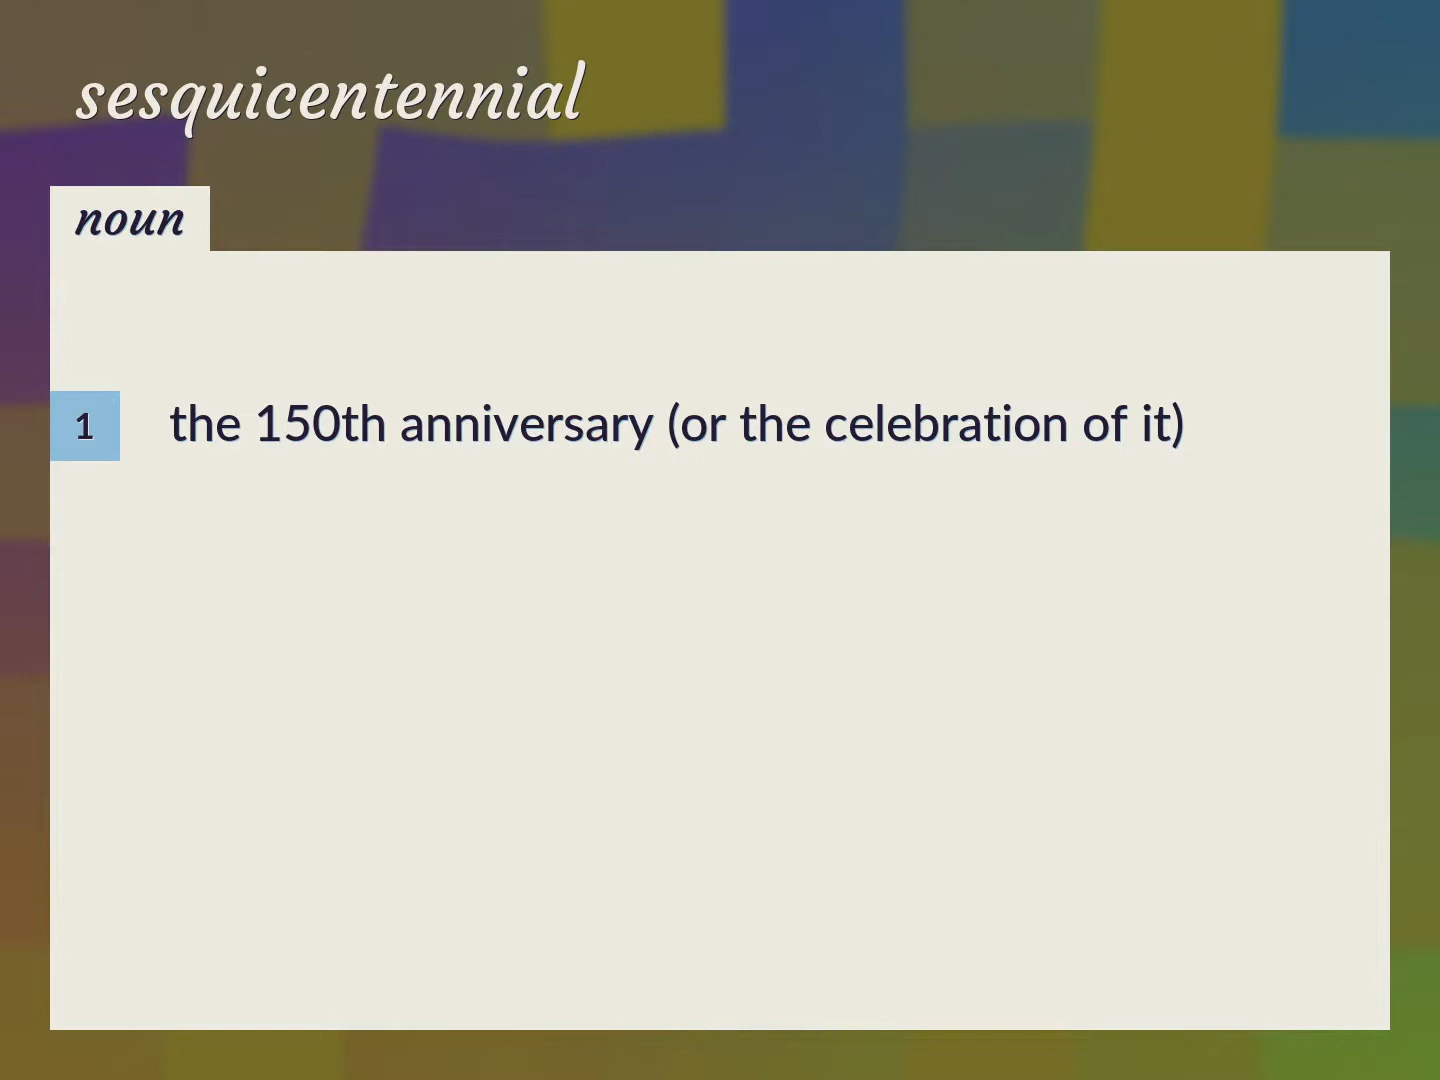 sesquicentennial
noun
1 the 150th anniversary (or the celebration of it)